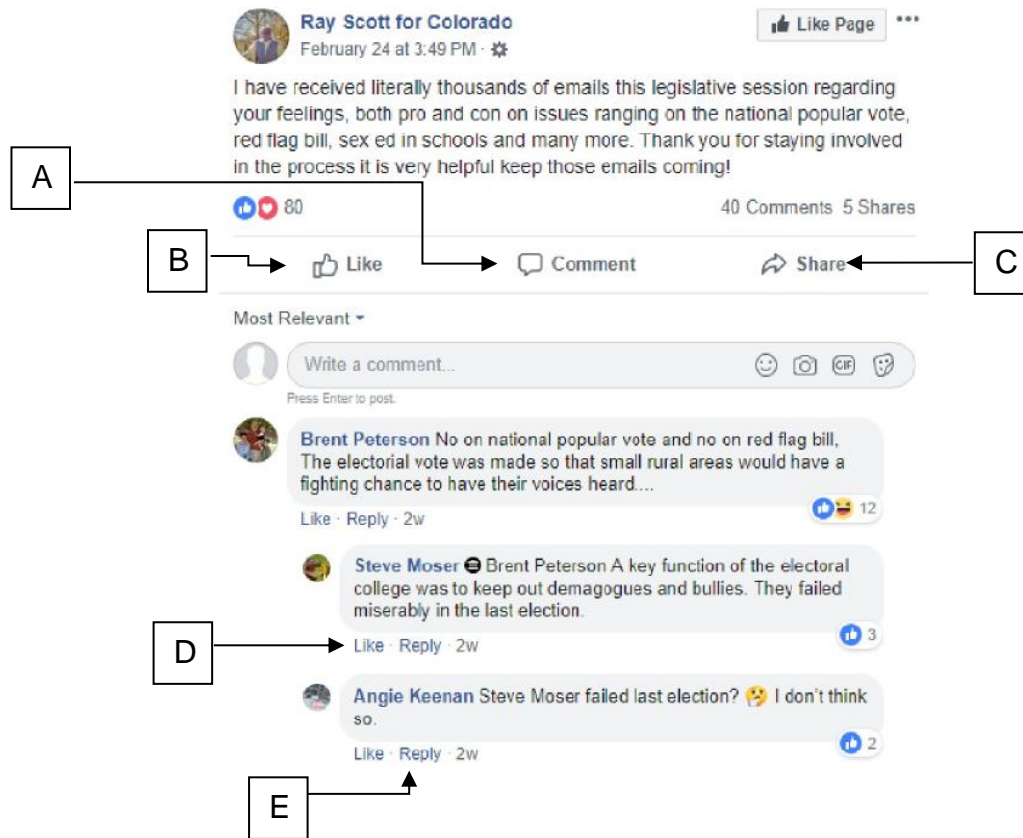 Ray Scott for Colorado
Like Page
February 24 at 3:49 PM ·
I have received literally thousands of emails this legislative session regarding
your feelings, both pro and con on issues ranging on the national popular vote,
red flag bill, sex ed in schools and many more. Thank you for staying involved
in the process it is very helpful keep those emails coming!
A
80
40 Comments 5 Shares
B
Like
Comment
Share
C
Most Relevant
Write a comment...
GIF
Press Enter to post.
Brent Peterson No on national popular vote and no on red flag bill,
The electorial vote was made so that small rural areas would have a
fighting chance to have their voices heard....
12
Like · Reply · 2w
Steve Moser Brent Peterson A key function of the electoral
college was to keep out demagogues and bullies. They failed
miserably in the last election.
3
D
Like · Reply · 2w
Angie Keenan Steve Moser failed last election? 🤔 I don't think
so.
2
Like · Reply · 2w
E